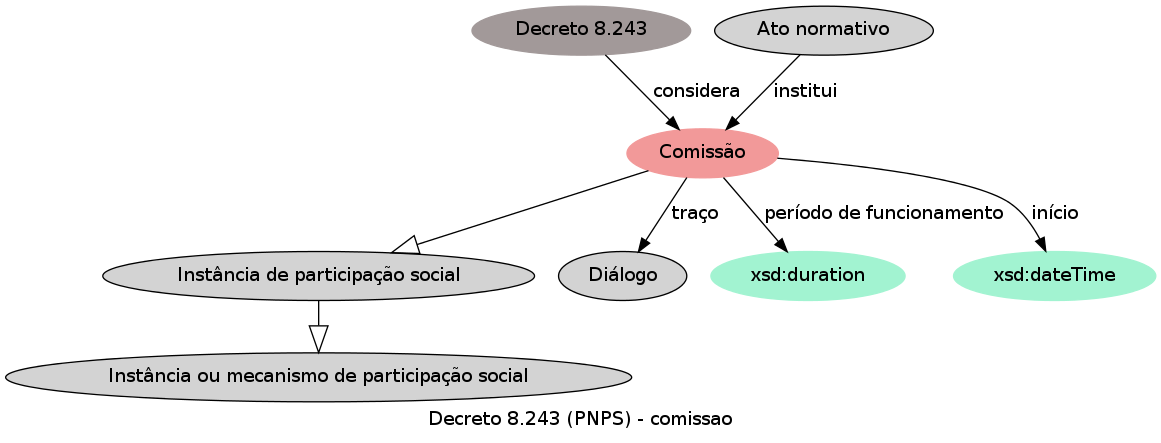 Decreto 8.243
Ato normativo
considera
institui
Comissão
traço
período de funcionamento
início
Instância de participação social
Diálogo
xsd:duration
xsd:dateTime
Instância ou mecanismo de participação social
Decreto 8.243 (PNPS) - comissao